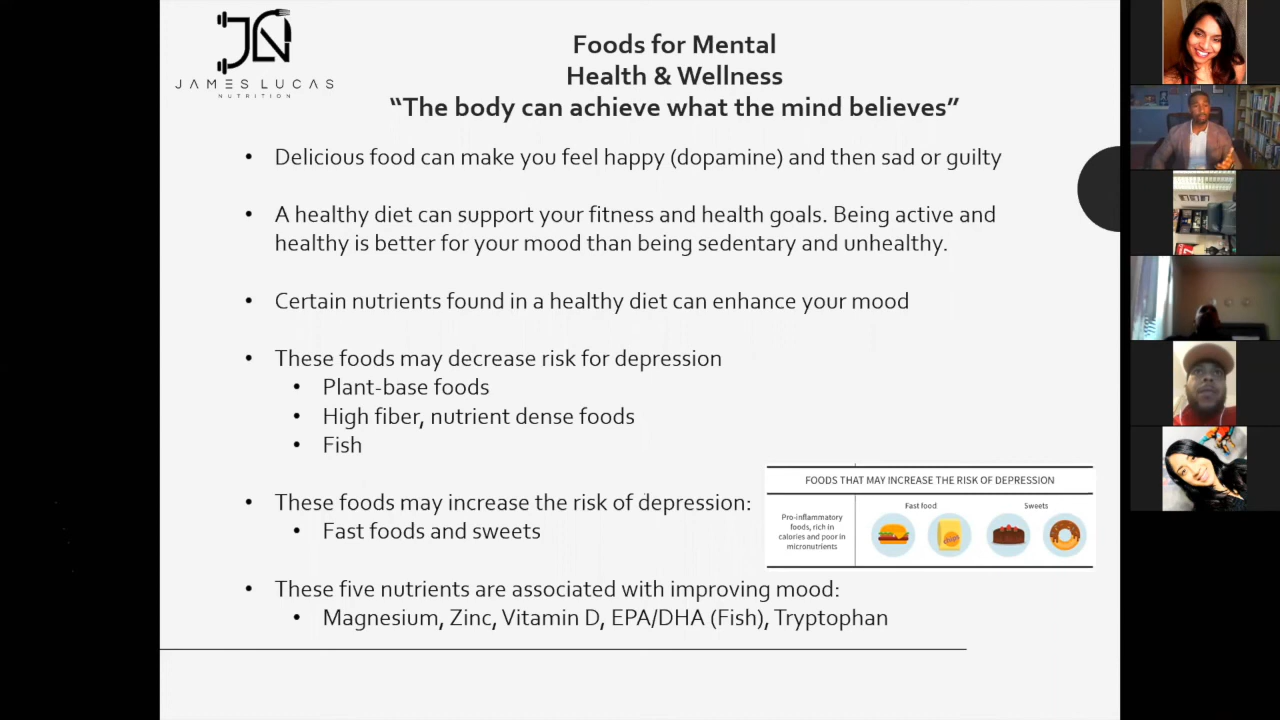 JAMES LUCAS
NUTRITION
Foods for Mental
Health & Wellness
“The body can achieve what the mind believes”
• Delicious food can make you feel happy (dopamine) and then sad or guilty
• A healthy diet can support your fitness and health goals. Being active and
healthy is better for your mood than being sedentary and unhealthy.
• Certain nutrients found in a healthy diet can enhance your mood
• These foods may decrease risk for depression
• Plant-base foods
• High fiber, nutrient dense foods
• Fish
• These foods may increase the risk of depression:
• Fast foods and sweets
FOODS THAT MAY INCREASE THE RISK OF DEPRESSION
Fast food
Sweets
Pro-inflammatory
foods, rich in
calories and poor in
micronutrients
chips
• These five nutrients are associated with improving mood:
• Magnesium, Zinc, Vitamin D, EPA/DHA (Fish), Tryptophan